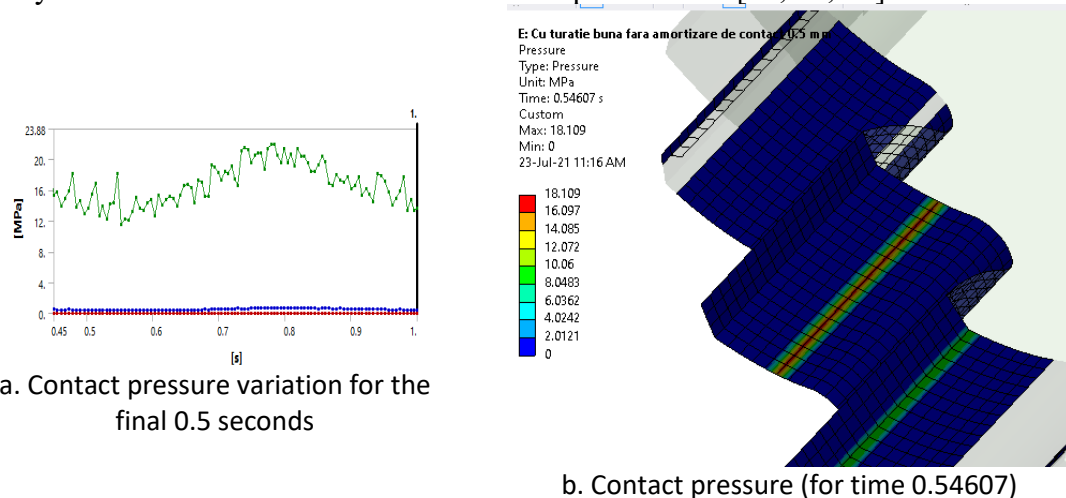 E: Cu turatie buna fara amortizare de contact 0.5 mm
Pressure
Type: Pressure
Unit: MPa
Time: 0.54607 s
Custom
Max: 18.109
Min: 0
23-Jul-21 11:16 AM
18.109
16.097
14.085
12.072
10.06
8.0483
6.0362
4.0242
2.0121
0
1.
23.88
20.
16.
12.
8.
4.
0.
[MPa]
0.45 0.5 0.6 0.7 0.8 0.9 1.
[s]
a. Contact pressure variation for the
final 0.5 seconds
b. Contact pressure (for time 0.54607)